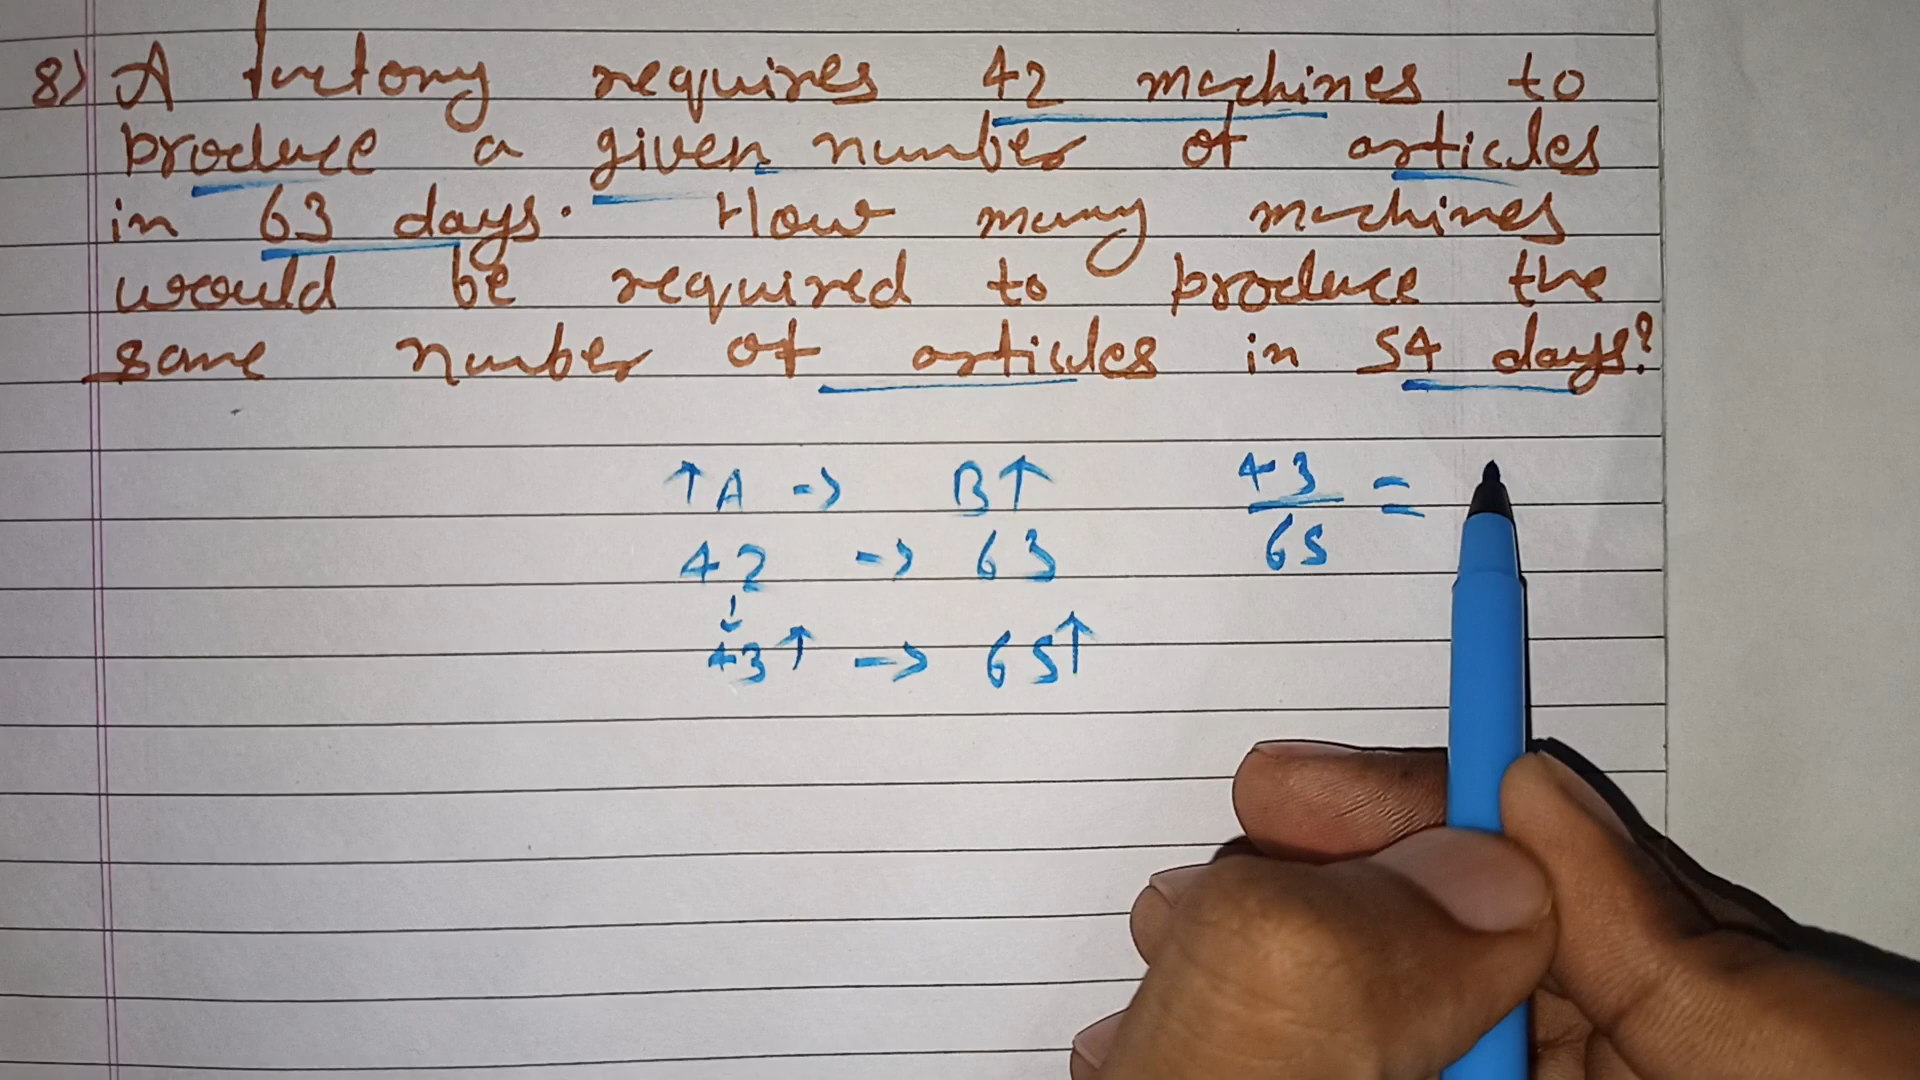 8) A factory requires 42 machines to
produce a given number of articles
in 63 days. How many machines
would be required to produce the
same number of articles in 54 days?
↑A -> B↑
42 -> 63
43↑ -> 65↑
43/65 =